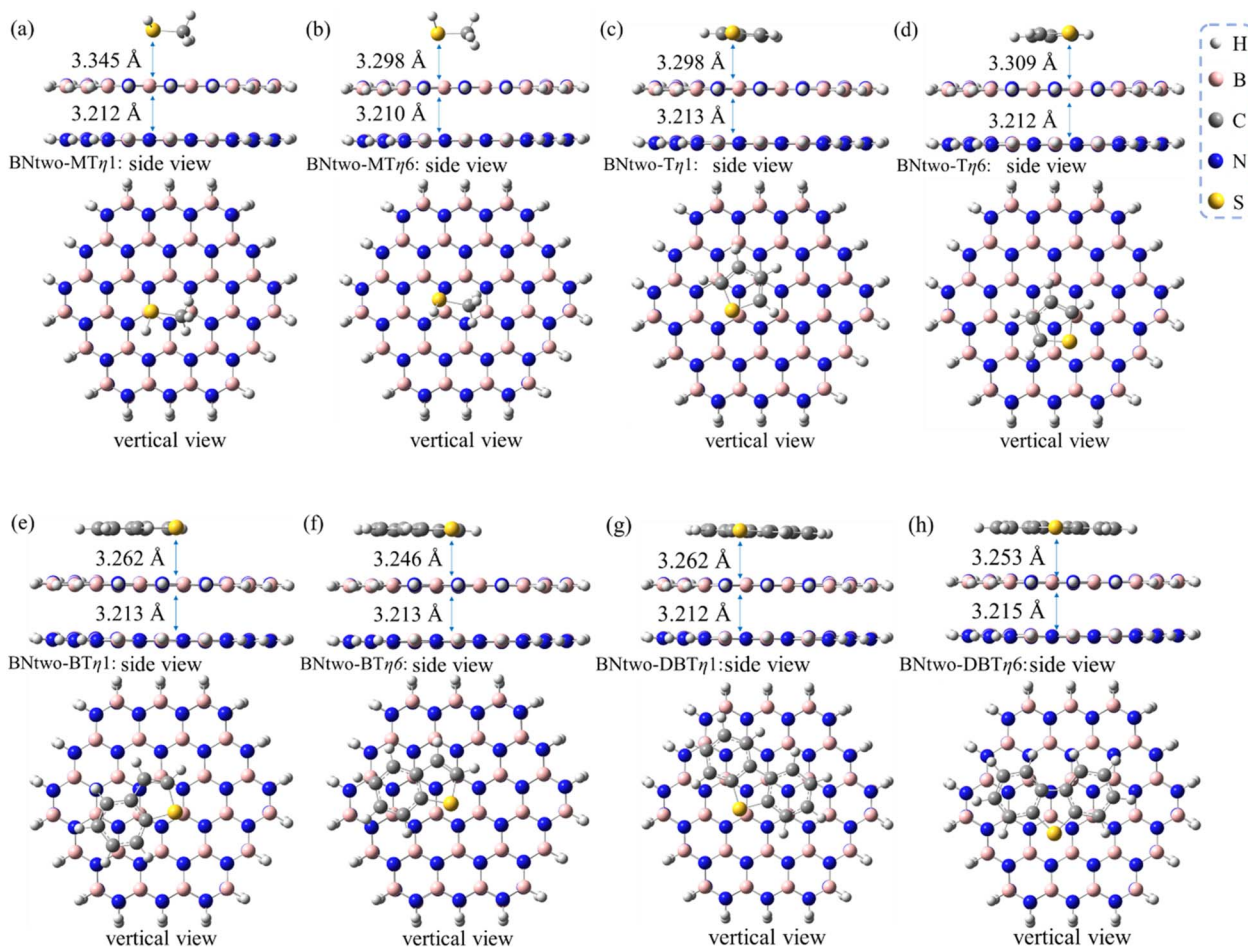 (a)
3.345 Å
3.212 Å
BNtwo-MTη1: side view
vertical view
(b)
3.298 Å
3.210 Å
BNtwo-MTη6: side view
vertical view
(c)
3.298 Å
3.213 Å
BNtwo-Tη1: side view
vertical view
(d)
3.309 Å
3.212 Å
BNtwo-Tη6: side view
vertical view
H
B
C
N
S
(e)
3.262 Å
3.213 Å
BNtwo-BTη1: side view
vertical view
(f)
3.246 Å
3.213 Å
BNtwo-BTη6: side view
vertical view
(g)
3.262 Å
3.212 Å
BNtwo-DBTη1: side view
vertical view
(h)
3.253 Å
3.215 Å
BNtwo-DBTη6: side view
vertical view